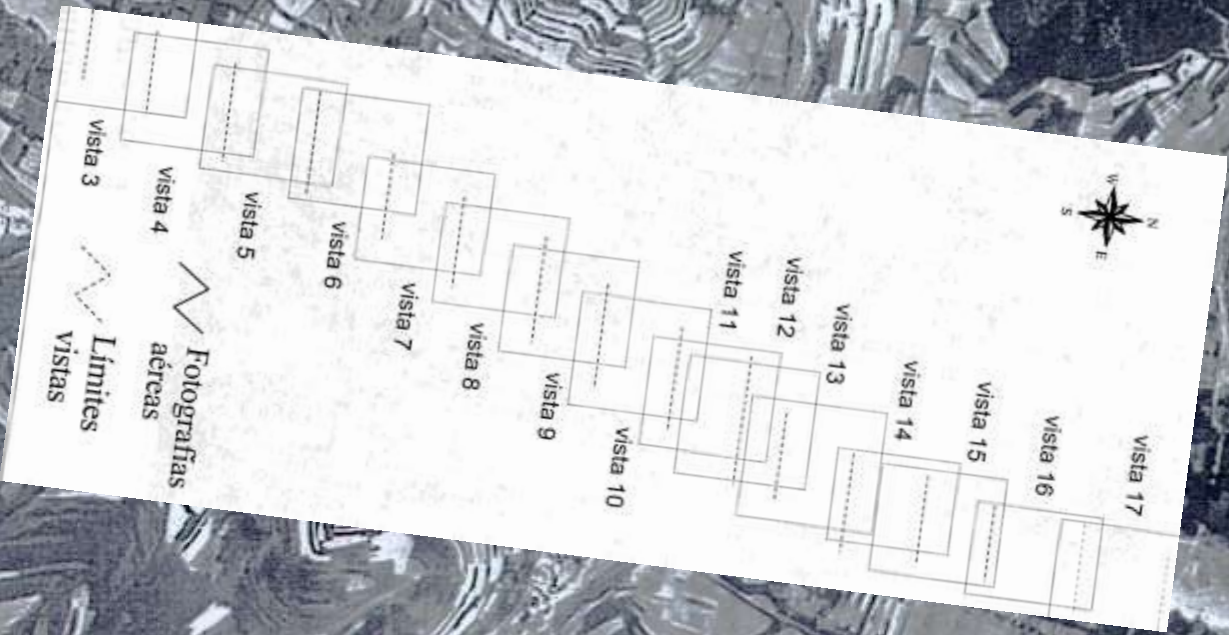 vista 3
vista 4
vista 5
vista 6
vista 7
vista 8
vista 9
vista 10
vista 11
vista 12
vista 13
vista 14
vista 15
vista 16
vista 17
N
W
S
E
Fotografías
aéreas
Límites
vistas